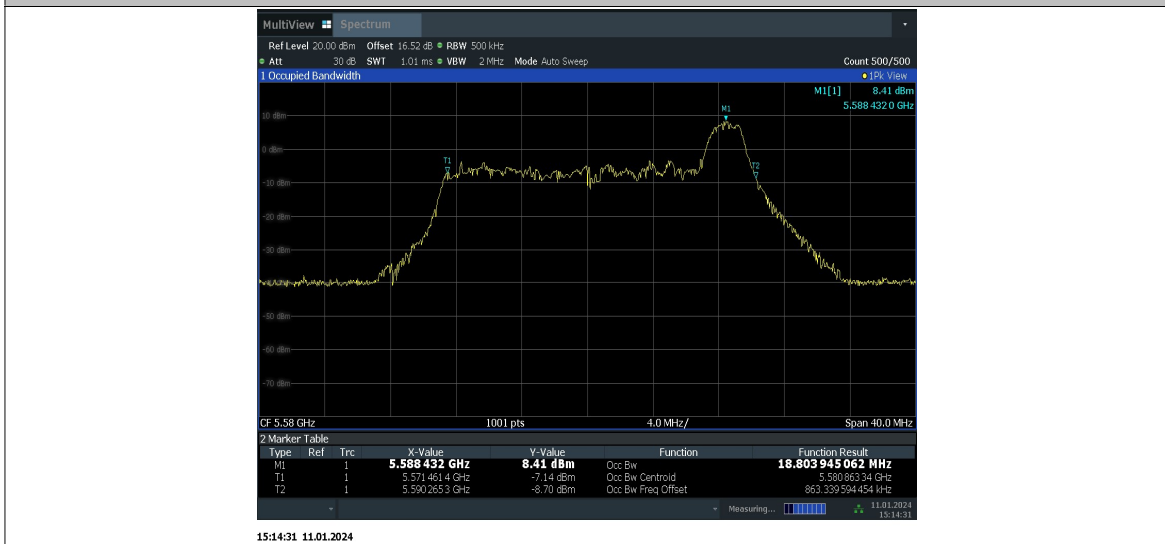 MultiView Spectrum
Ref Level 20.00 dBm Offset 16.52 dB RBW 500 kHz
Att 30 dB SWT 1.01 ms VBW 2 MHz Mode Auto Sweep Count 500/500
1 Occupied Bandwidth 1Pk View
M1[1] 8.41 dBm
5.588 432 0 GHz
M1
10 dBm
0 dBm
T1
T2
-10 dBm
-20 dBm
-30 dBm
-50 dBm
-60 dBm
-70 dBm
CF 5.58 GHz 1001 pts 4.0 MHz/ Span 40.0 MHz
2 Marker Table
Type Ref Trc X-Value Y-Value Function Function Result
M1 1 5.588 432 GHz 8.41 dBm Occ Bw 18.803 945 062 MHz
T1 1 5.571 461 4 GHz -7.14 dBm Occ Bw Centroid 5.580 863 34 GHz
T2 1 5.590 265 3 GHz -8.70 dBm Occ Bw Freq Offset 863.339 594 454 kHz
Measuring... 11.01.2024
15:14:31
15:14:31 11.01.2024